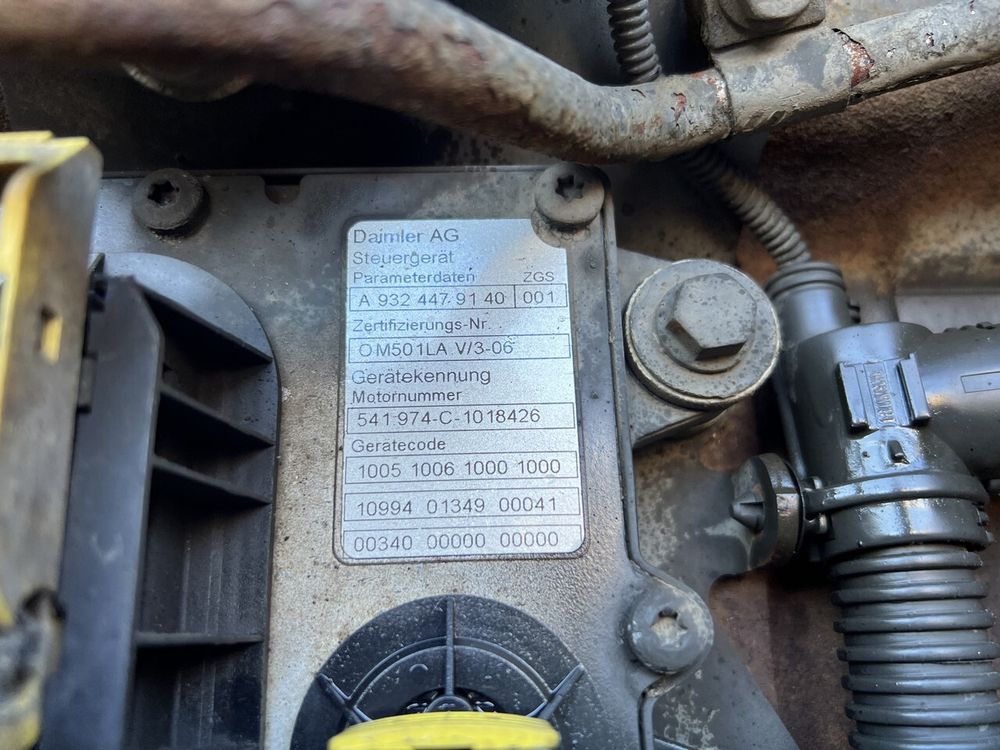 Daimler AG
Steuergerät
Parameterdaten ZGS
A 932 447 91 40 001
Zertifizierungs-Nr.
OM501LA V/3-06
Gerätekennung
Motornummer
541 974-C-1018426
Gerätecode
1005 1006 1000 1000
10994 01349 00041
00340 00000 00000